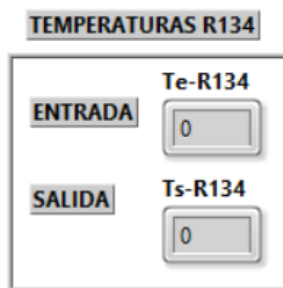 TEMPERATURAS R134
Te-R134
ENTRADA
0
Ts-R134
SALIDA
0